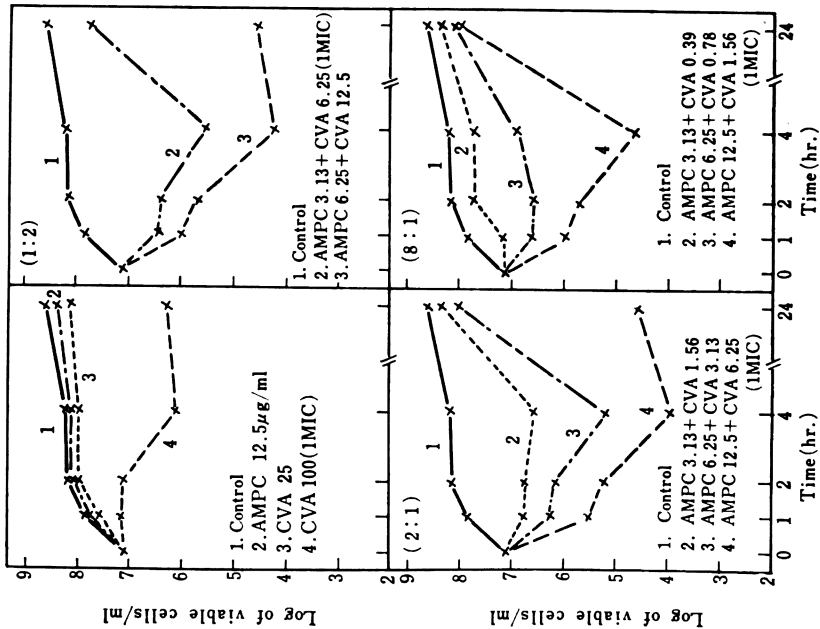 Log of viable cells/ml
9
8
7
6
5
4
3
2
1
2
3
4
1. Control
2. AMPC 12.5μg/ml
3. CVA 25
4. CVA 100(1MIC)
(1:2)
1
2
3
1. Control
2. AMPC 3.13+ CVA 6.25(1MIC)
3. AMPC 6.25+ CVA 12.5
Log of viable cells/ml
9
8
7
6
5
4
3
2
(2:1)
1
2
3
4
1. Control
2. AMPC 3.13+ CVA 1.56
3. AMPC 6.25+ CVA 3.13
4. AMPC 12.5+ CVA 6.25
(1MIC)
0 1 2 4 24
Time(hr.)
(8:1)
1
2
3
4
1. Control
2. AMPC 3.13+ CVA 0.39
3. AMPC 6.25+ CVA 0.78
4. AMPC 12.5+ CVA 1.56
(1MIC)
0 1 2 4 24
Time(hr.)